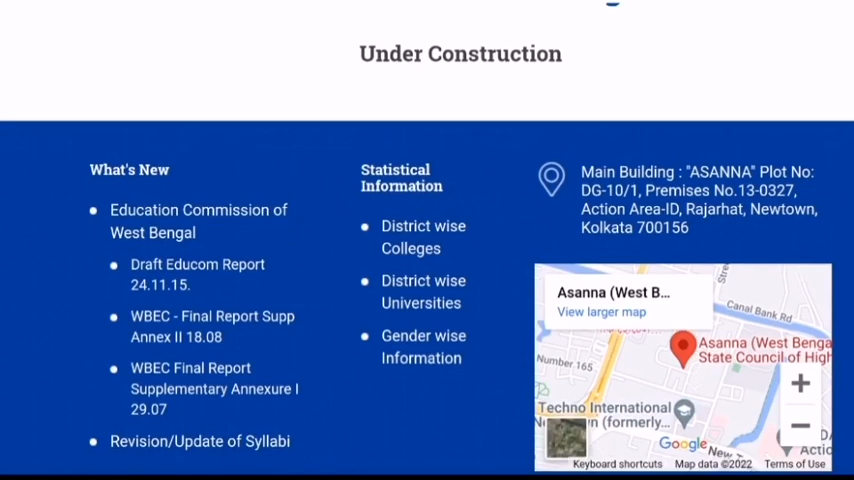 Under Construction
What's New
Education Commission of
West Bengal
Draft Educom Report
24.11.15.
WBEC - Final Report Supp
Annex II 18.08
WBEC Final Report
Supplementary Annexure I
29.07
Revision/Update of Syllabi
Statistical
Information
District wise
Colleges
District wise
Universities
Gender wise
Information
Main Building : "ASANNA" Plot No:
DG-10/1, Premises No.13-0327,
Action Area-ID, Rajarhat, Newtown,
Kolkata 700156
Asanna (West B...
View larger map
Canal Bank Rd
Asanna (West Benga
State Council of High
Number 165
Techno International
(formerly...
Google
Keyboard shortcuts
Map data ©2022
Terms of Use